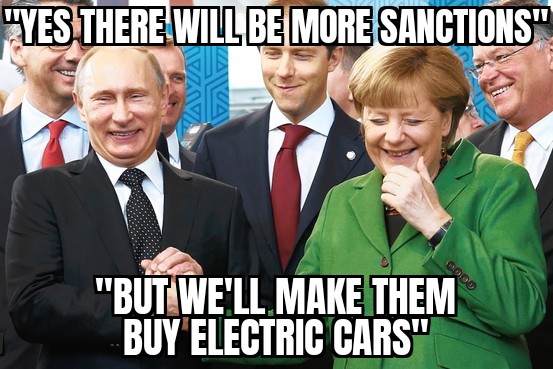 "YES THERE WILL BE MORE SANCTIONS"
"BUT WE'LL MAKE THEM
BUY ELECTRIC CARS"